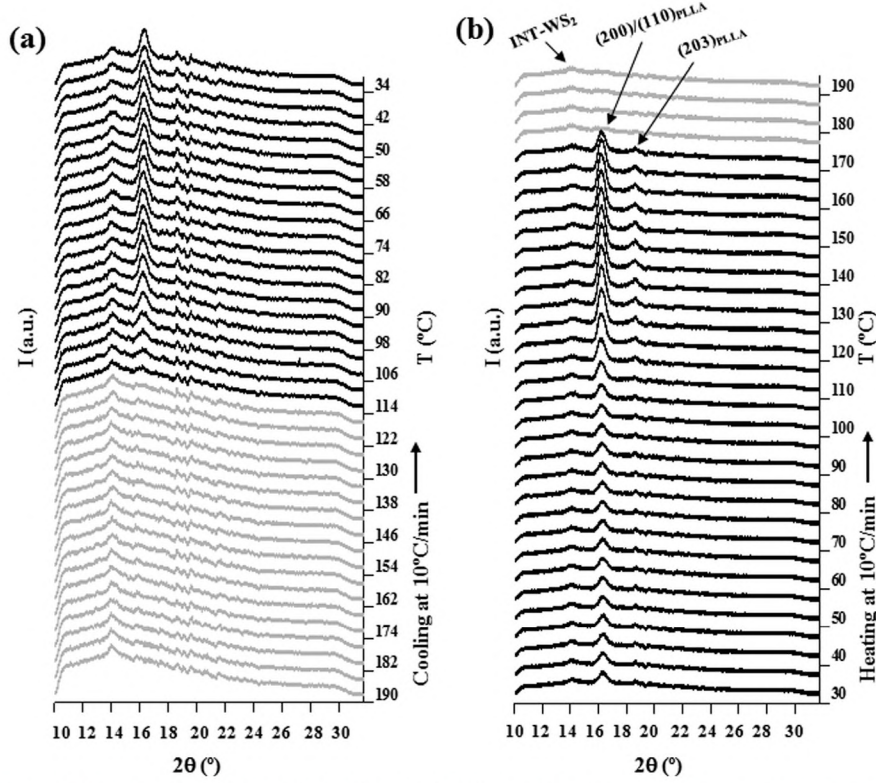 (a)
34
42
50
58
66
74
82
90
98
106
114
122
130
138
146
154
162
174
182
190
I (a.u.)
T (ºC)
Cooling at 10ºC/min
10 12 14 16 18 20 22 24 26 28 30
2θ (º)
(b)
INT-WS2
(200)/(110)PLLA
(203)PLLA
190
180
170
160
150
140
130
120
110
100
90
80
70
60
50
40
30
I (a.u.)
T (ºC)
Heating at 10ºC/min
10 12 14 16 18 20 22 24 26 28 30
2θ (º)